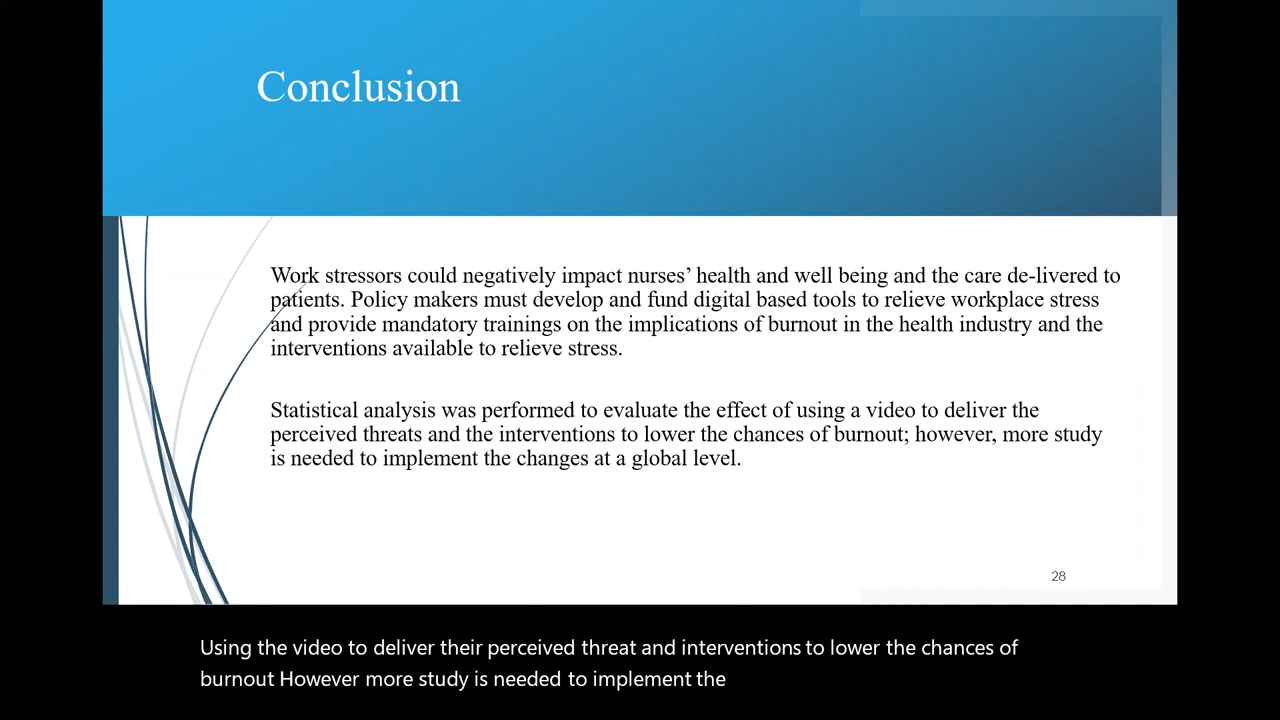 Conclusion
Work stressors could negatively impact nurses’ health and well being and the care de-livered to
patients. Policy makers must develop and fund digital based tools to relieve workplace stress
and provide mandatory trainings on the implications of burnout in the health industry and the
interventions available to relieve stress.
Statistical analysis was performed to evaluate the effect of using a video to deliver the
perceived threats and the interventions to lower the chances of burnout; however, more study
is needed to implement the changes at a global level.
28
Using the video to deliver their perceived threat and interventions to lower the chances of
burnout However more study is needed to implement the